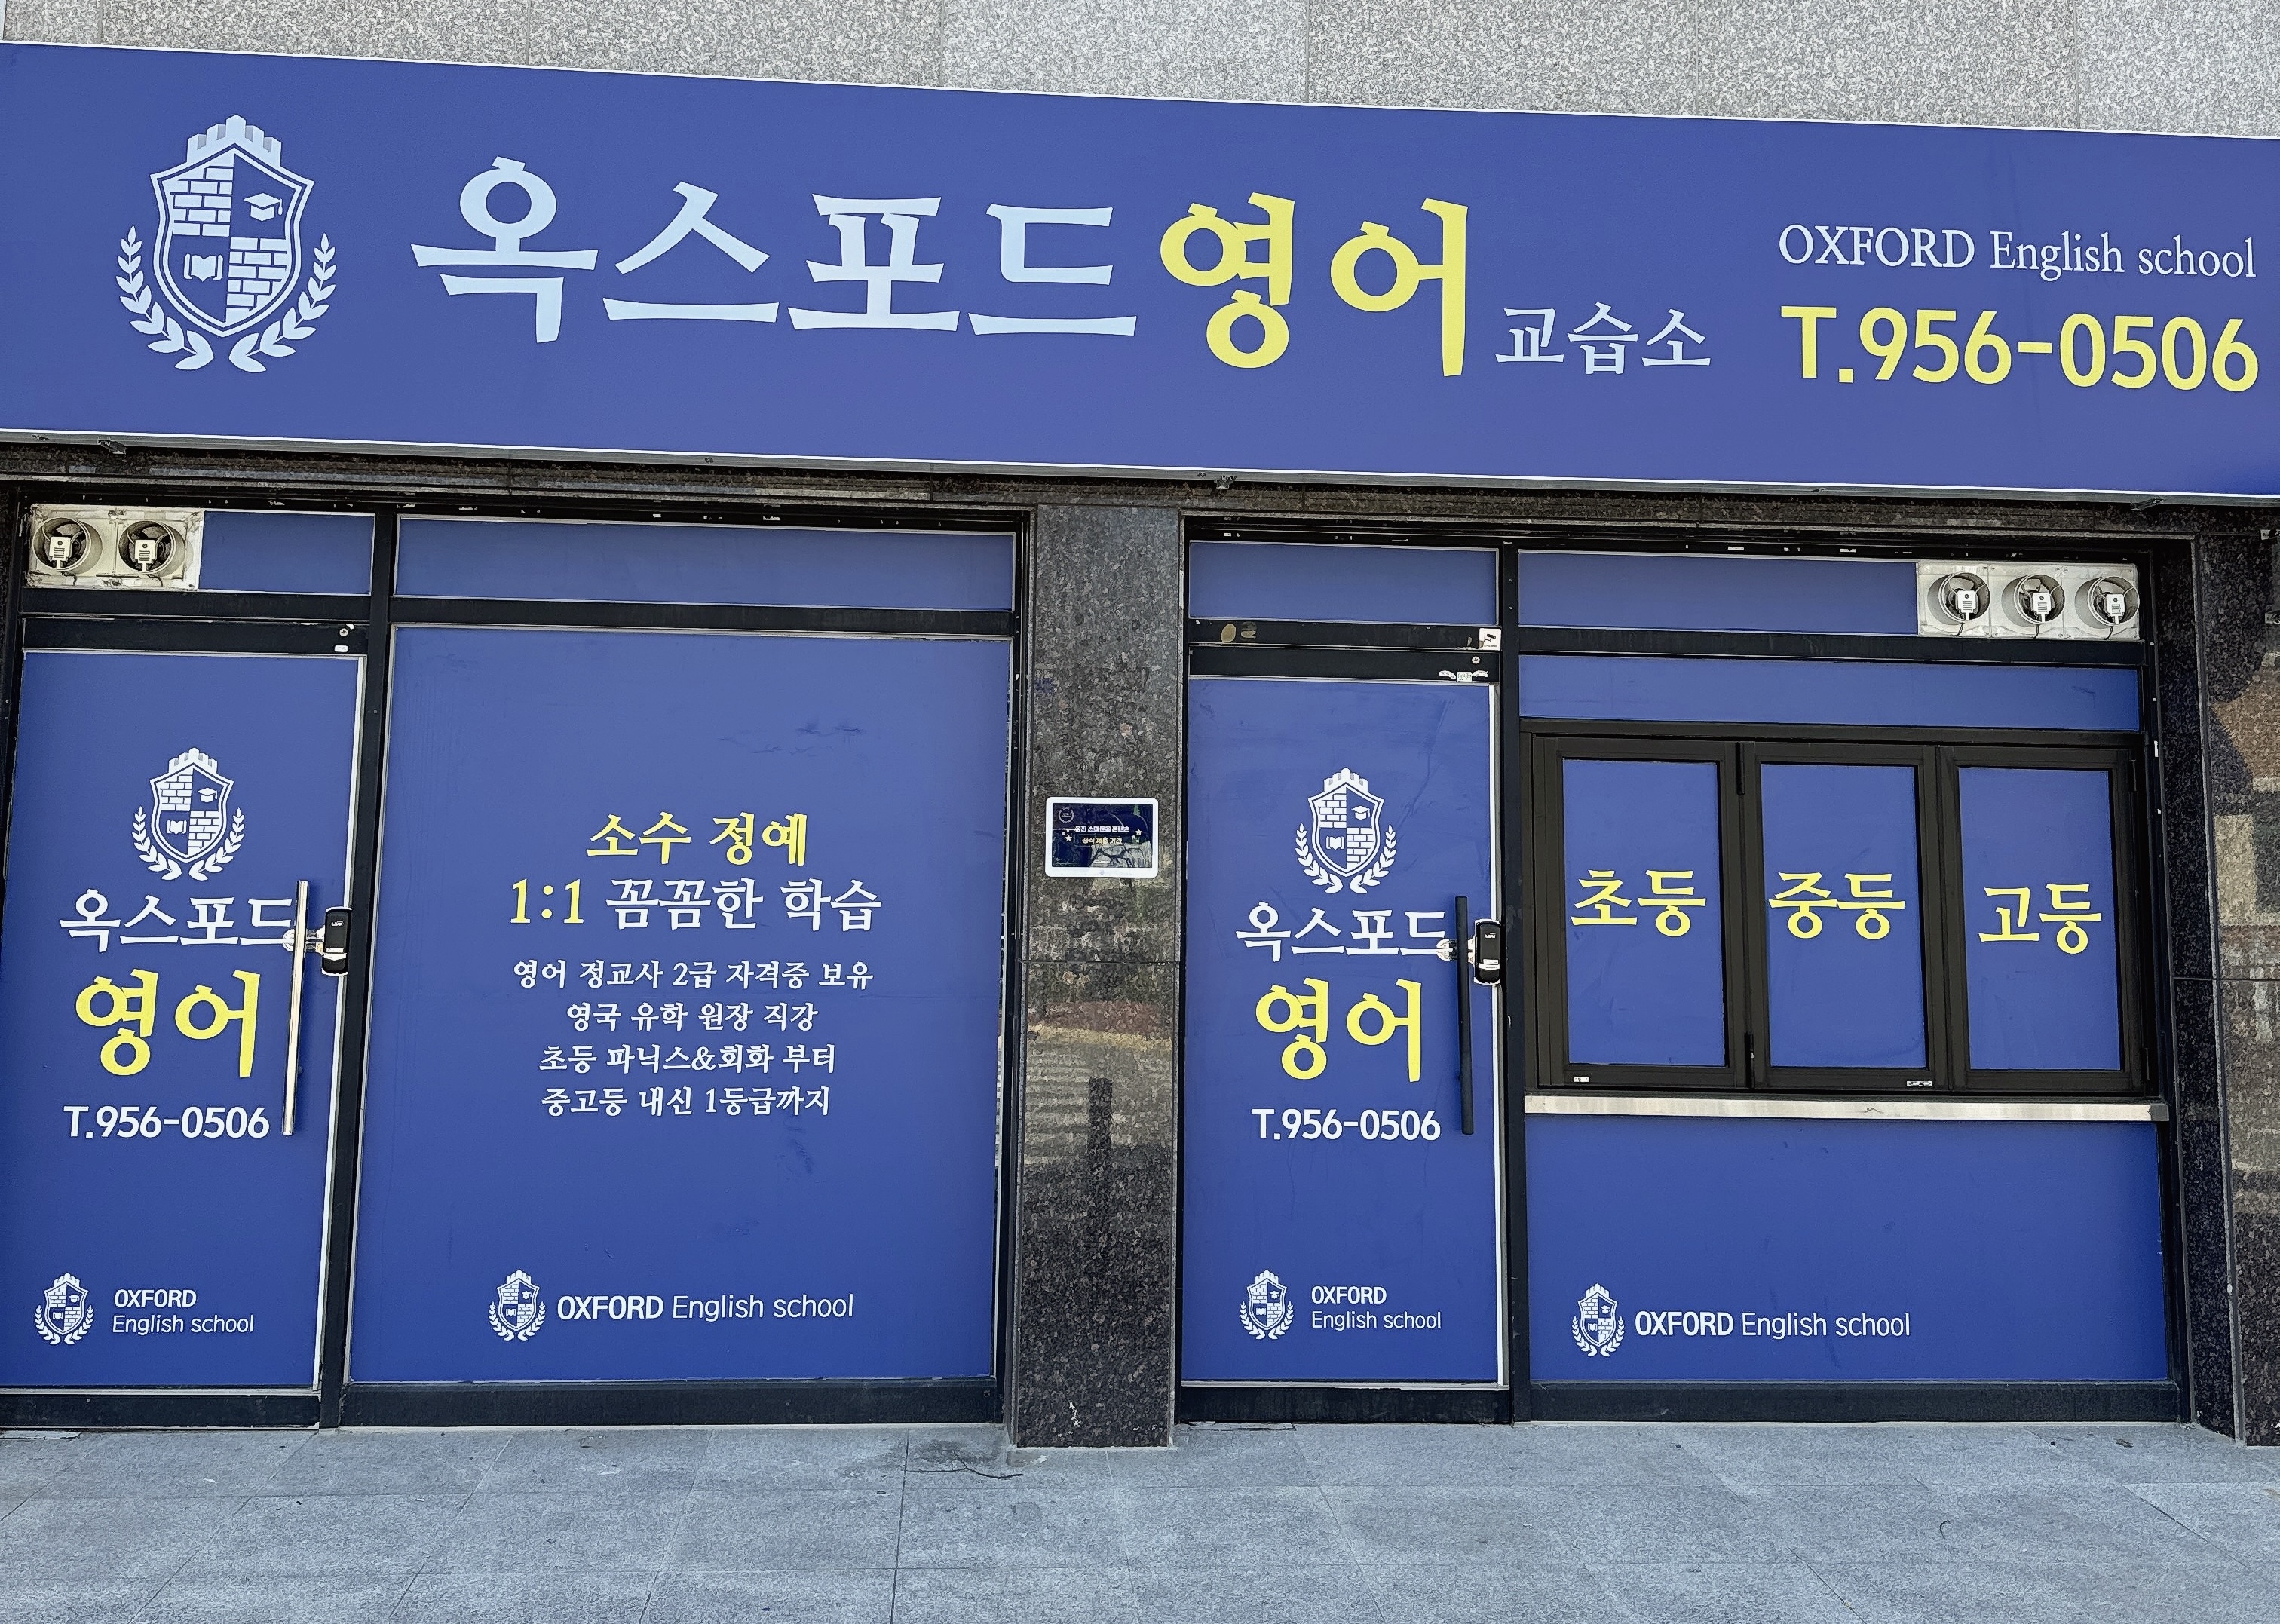 옥스포드영어 교습소
OXFORD English school
T.956-0506
옥스포드
영어
T.956-0506
OXFORD
English school
소수 정예
1:1 꼼꼼한 학습
영어 정교사 2급 자격증 보유
영국 유학 원장 직강
초등 파닉스&회화 부터
중고등 내신 1등급까지
OXFORD English school
옥스포드
영어
T.956-0506
OXFORD
English school
초등
중등
고등
OXFORD English school